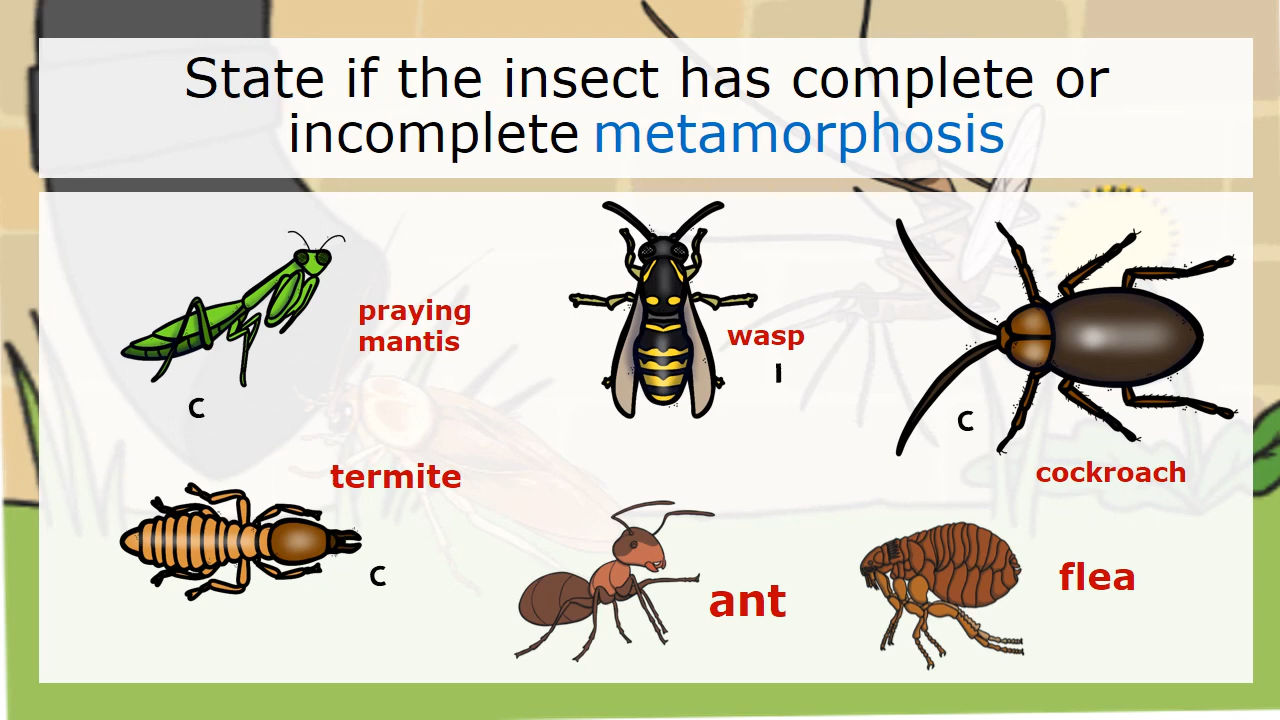 State if the insect has complete or
incomplete metamorphosis
praying
mantis
C
wasp
I
C
cockroach
termite
C
ant
flea